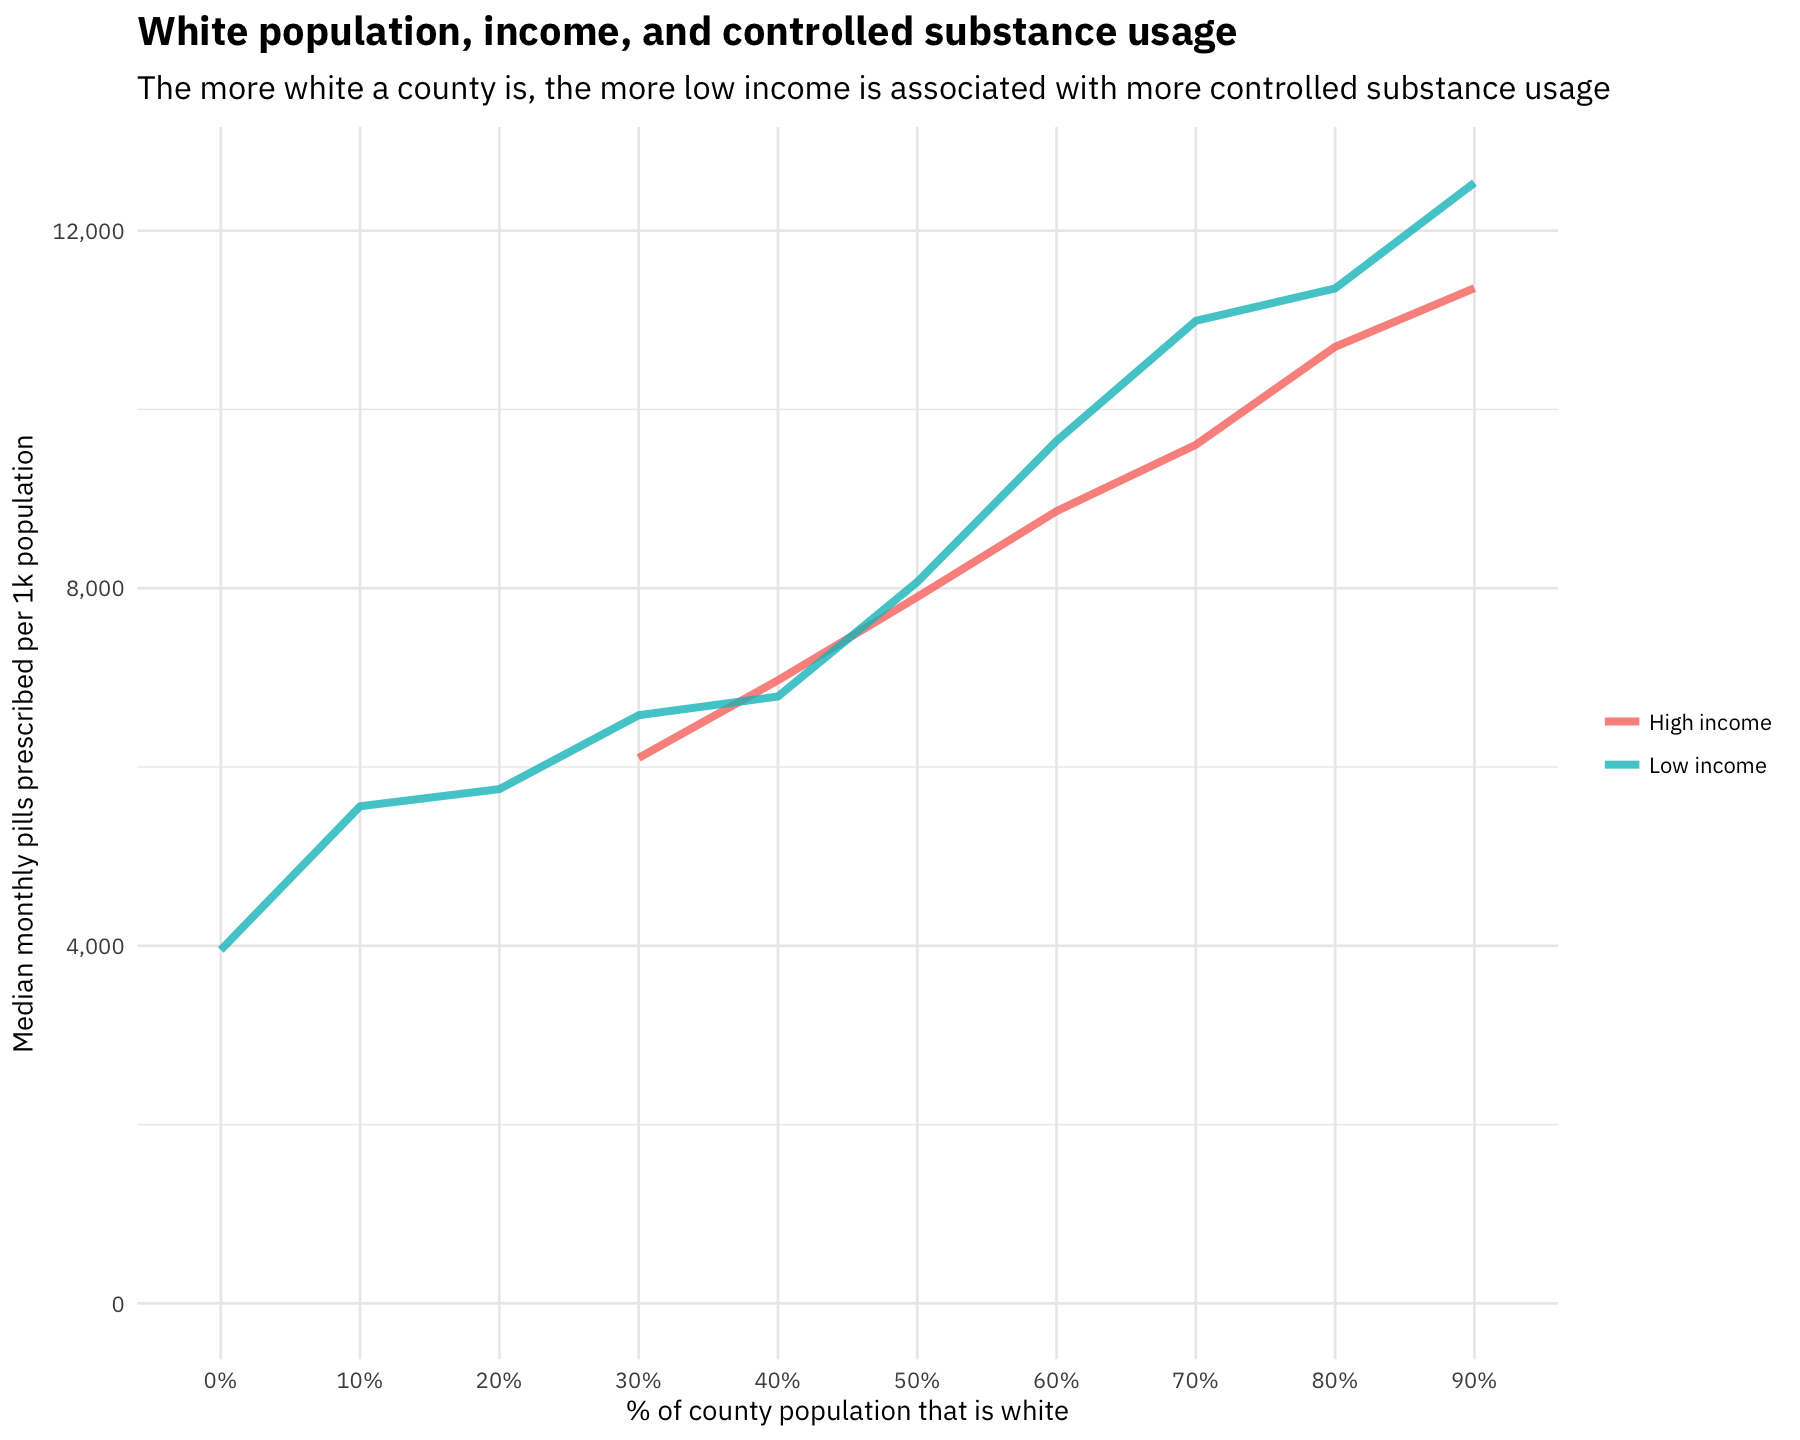 White population, income, and controlled substance usage
The more white a county is, the more low income is associated with more controlled substance usage
Median monthly pills prescribed per 1k population
12,000
8,000
4,000
0
0% 10% 20% 30% 40% 50% 60% 70% 80% 90%
% of county population that is white
High income
Low income